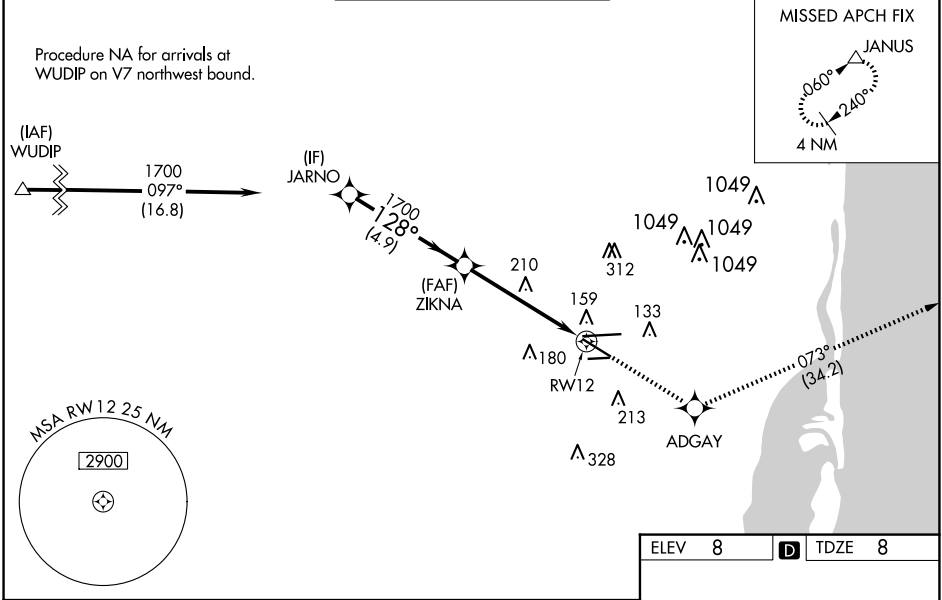 MISSED APCH FIX
JANUS
060°
240°
4 NM
Procedure NA for arrivals at
WUDIP on V7 northwest bound.
(IAF)
WUDIP
1700
097°
(16.8)
(IF)
JARNO
1700
128°
(4.9)
(FAF)
ZIKNA
1049
1049
1049
1049
312
210
159
133
180
RW12
213
328
ADGAY
073°
(34.2)
MSA RW12 25 NM
2900
ELEV 8 D TDZE 8